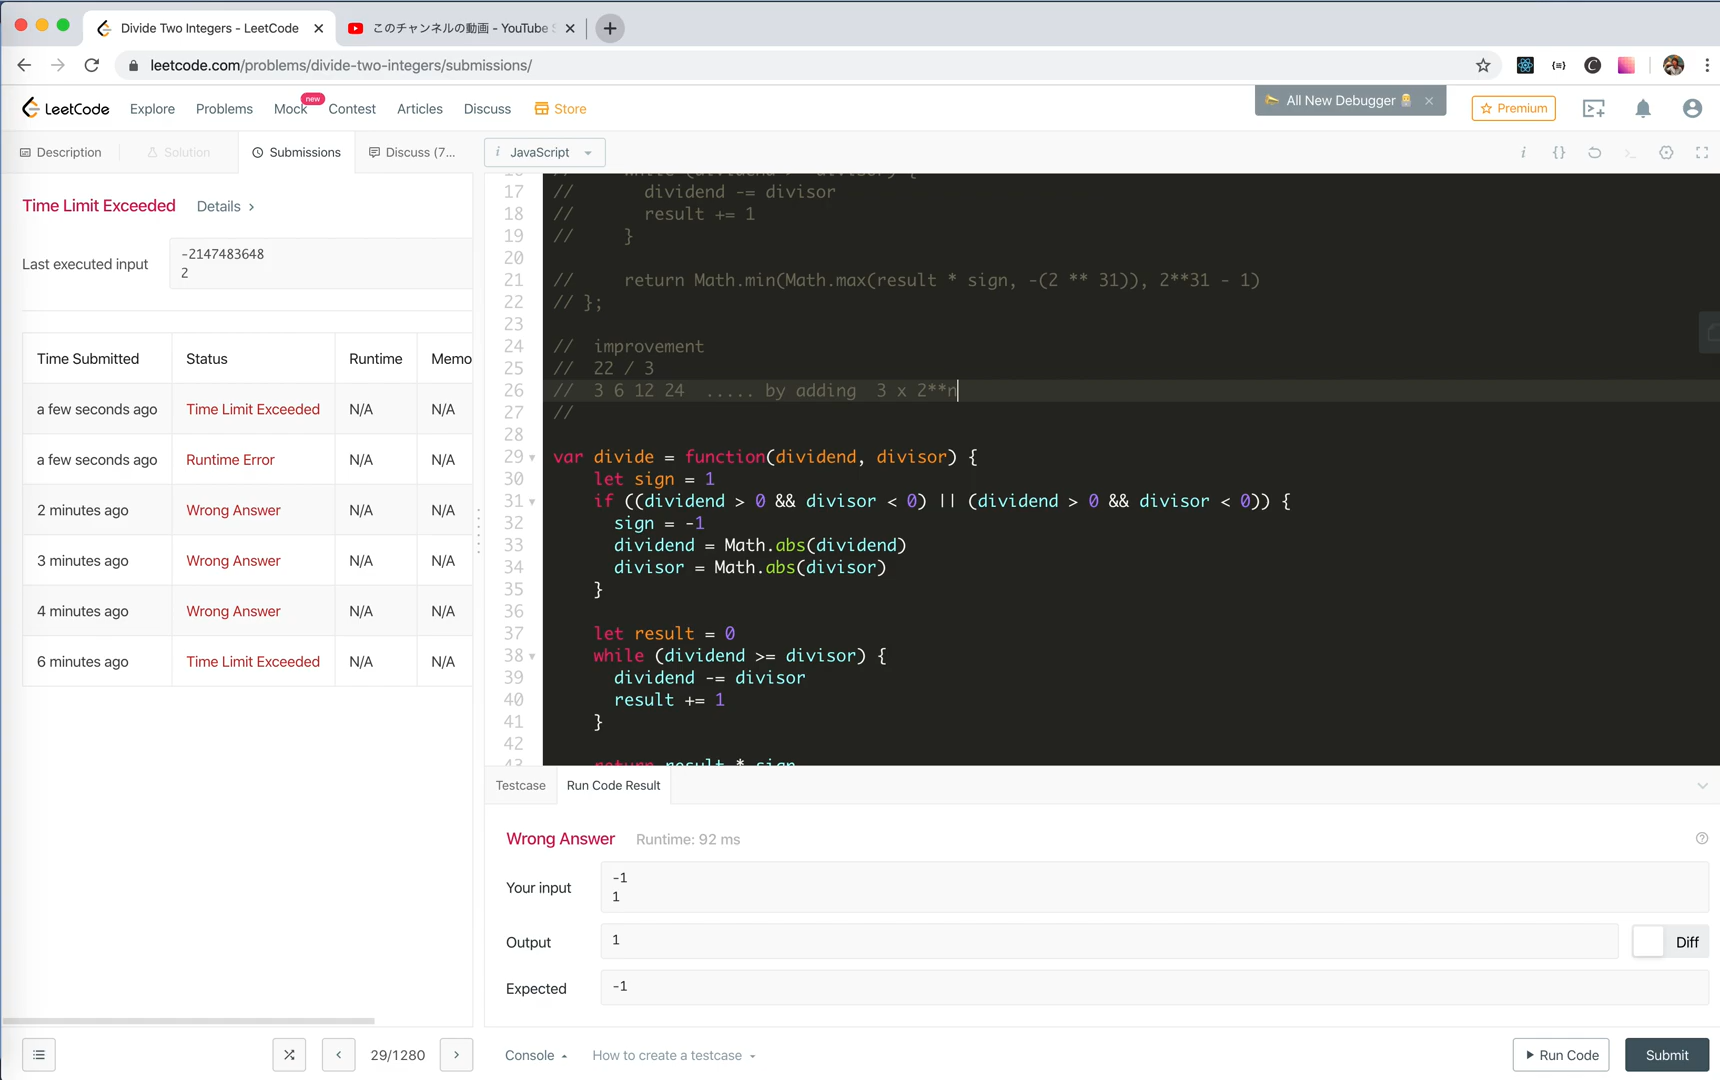 Divide Two Integers - LeetCode
このチャンネルの動画 - YouTube S
leetcode.com/problems/divide-two-integers/submissions/
LeetCode
Explore
Problems
Mock
new
Contest
Articles
Discuss
Store
All New Debugger
Premium
Description
Solution
Submissions
Discuss (7...
i JavaScript
Time Limit Exceeded
Details >
Last executed input
-2147483648
2
Time Submitted Status Runtime Memo
a few seconds ago Time Limit Exceeded N/A N/A
a few seconds ago Runtime Error N/A N/A
2 minutes ago Wrong Answer N/A N/A
3 minutes ago Wrong Answer N/A N/A
4 minutes ago Wrong Answer N/A N/A
6 minutes ago Time Limit Exceeded N/A N/A
29/1280
17 // dividend -= divisor
18 // result += 1
19 // }
20
21 // return Math.min(Math.max(result * sign, -(2 ** 31)), 2**31 - 1)
22 // };
23
24 // improvement
25 // 22 / 3
26 // 3 6 12 24 ..... by adding 3 x 2**n
27 //
28
29 var divide = function(dividend, divisor) {
30 let sign = 1
31 if ((dividend > 0 && divisor < 0) || (dividend > 0 && divisor < 0)) {
32 sign = -1
33 dividend = Math.abs(dividend)
34 divisor = Math.abs(divisor)
35 }
36
37 let result = 0
38 while (dividend >= divisor) {
39 dividend -= divisor
40 result += 1
41 }
42
43 return result * sign
Testcase
Run Code Result
Wrong Answer
Runtime: 92 ms
Your input
-1
1
Output
1
Diff
Expected
-1
Console
How to create a testcase
Run Code
Submit